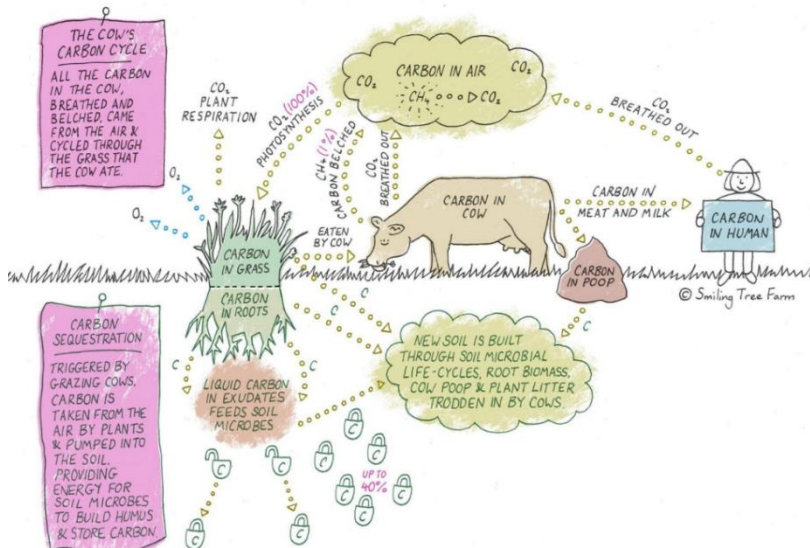 THE COW'S
CARBON CYCLE
ALL THE CARBON
IN THE COW,
BREATHED AND
BELCHED, CAME
FROM THE AIR &
CYCLED THROUGH
THE GRASS THAT
THE COW ATE.
CO₂
PLANT
RESPIRATION
O₂
O₂
CO₂ (100%)
PHOTOSYNTHESIS
CH₄ (1%)
CARBON BELCHED
CO₂
BREATHED OUT
CO₂
CARBON IN AIR
CO₂
CH₄
CO₂
CO₂
BREATHED OUT
CARBON IN
COW
EATEN
BY COW
CARBON IN
MEAT AND MILK
CARBON
IN HUMAN
CARBON
IN POOP
© Smiling Tree Farm
CARBON
IN GRASS
CARBON
IN ROOTS
C
C
C
C
C
CARBON
SEQUESTRATION
TRIGGERED BY
GRAZING COWS,
CARBON IS
TAKEN FROM THE
AIR BY PLANTS
& PUMPED INTO
THE SOIL,
PROVIDING
ENERGY FOR
SOIL MICROBES
TO BUILD HUMUS
& STORE CARBON.
LIQUID CARBON
IN EXUDATES
FEEDS SOIL
MICROBES
NEW SOIL IS BUILT
THROUGH SOIL MICROBIAL
LIFE-CYCLES, ROOT BIOMASS,
COW POOP & PLANT LITTER
TRODDEN IN BY COWS.
C
C
C
C
C
C
C
C
C
C
UP TO
40%